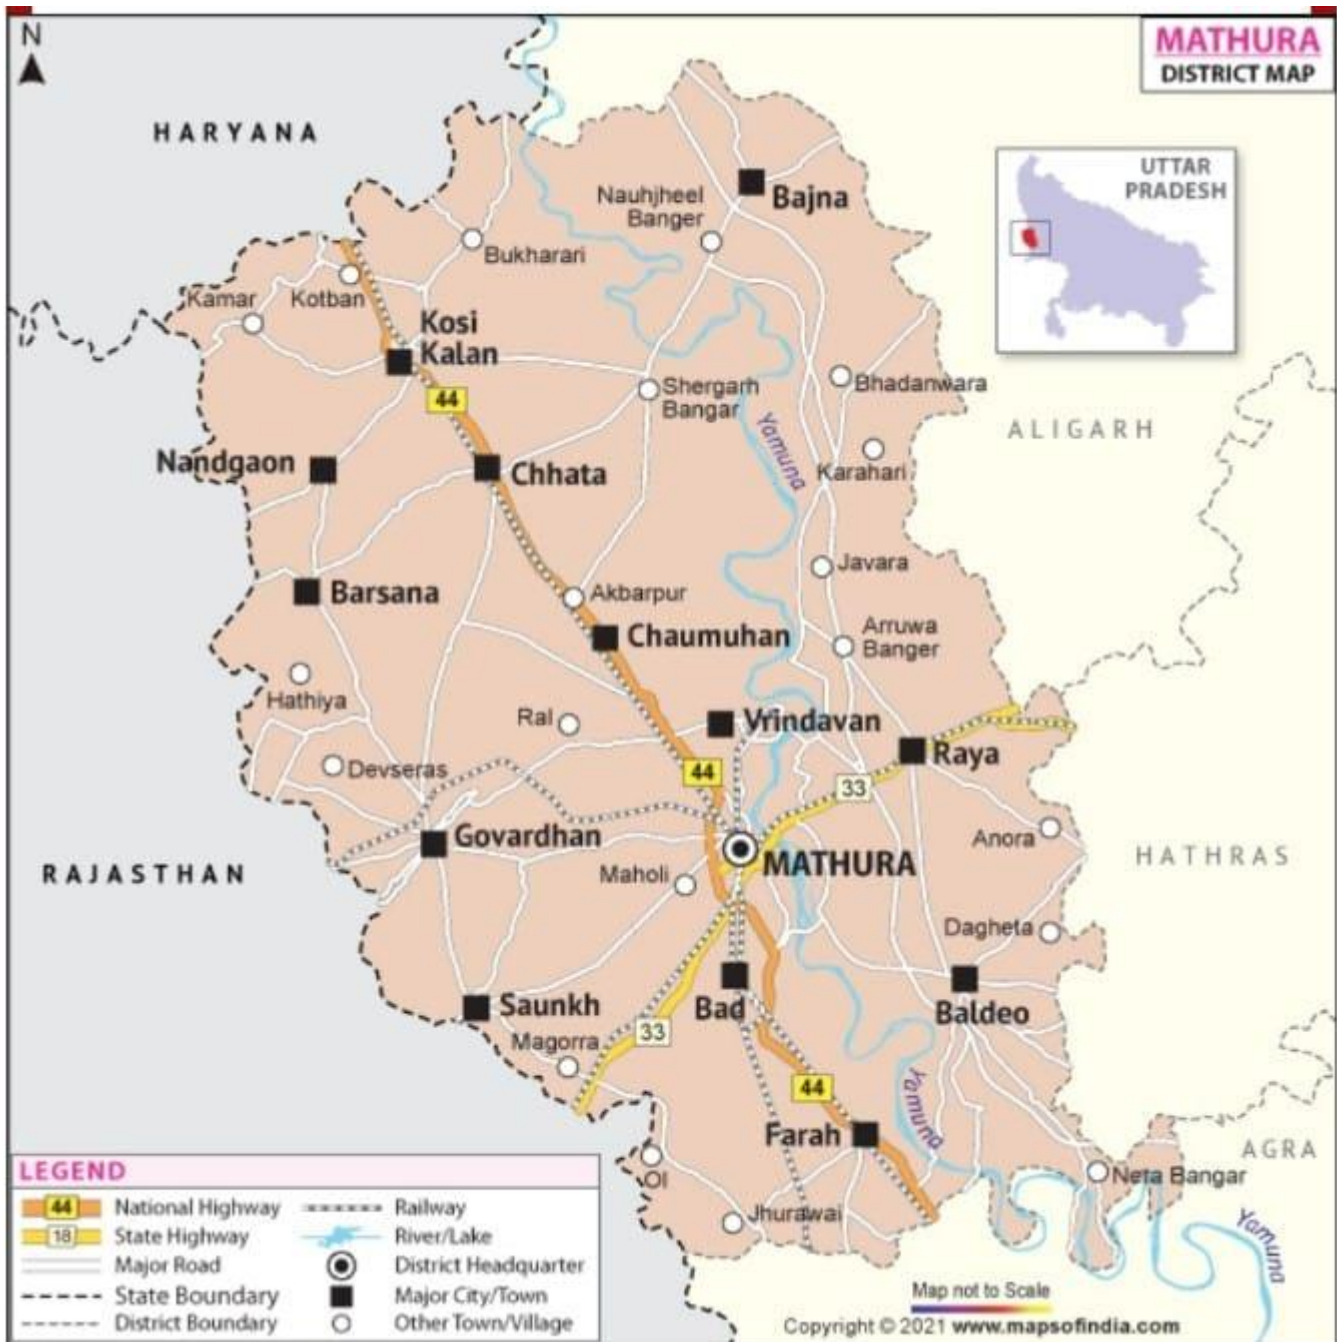 N
MATHURA
DISTRICT MAP
HARYANA
UTTAR
PRADESH
Nauhjheel
Banger
Bajna
Bukharari
Kamar
Kotban
Kosi
Kalan
44
Shergarh
Bangar
Bhadanwara
ALIGARH
Yamuna
Nandgaon
Chhata
Karahari
Javara
Barsana
Akbarpur
Chaumuhan
Arruwa
Banger
Hathiya
Ral
Vrindavan
Raya
Devseras
44
33
Govardhan
Anora
MATHURA
HATHRAS
RAJASTHAN
Maholi
Dagheta
Saunkh
Bad
Baldeo
Magorra
33
44
Yamuna
Farah
AGRA
Ol
Neta Bangar
Jhurawai
Yamuna
LEGEND
44 National Highway
18 State Highway
Major Road
State Boundary
District Boundary
Railway
River/Lake
District Headquarter
Major City/Town
Other Town/Village
Map not to Scale
Copyright © 2021 www.mapsofindia.com